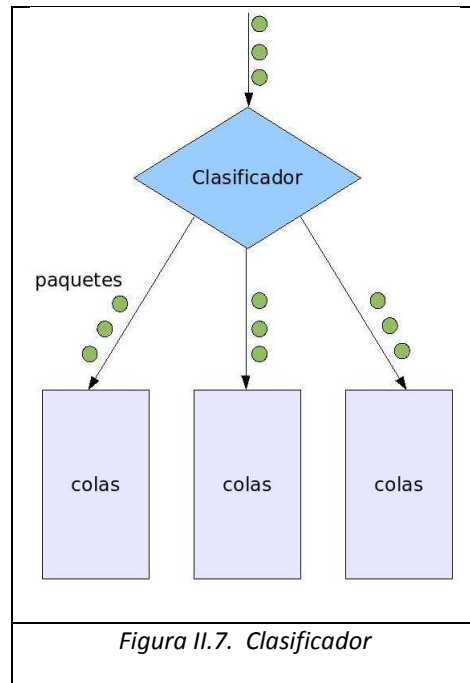 Clasificador
paquetes
colas
colas
colas
Figura II.7. Clasificador